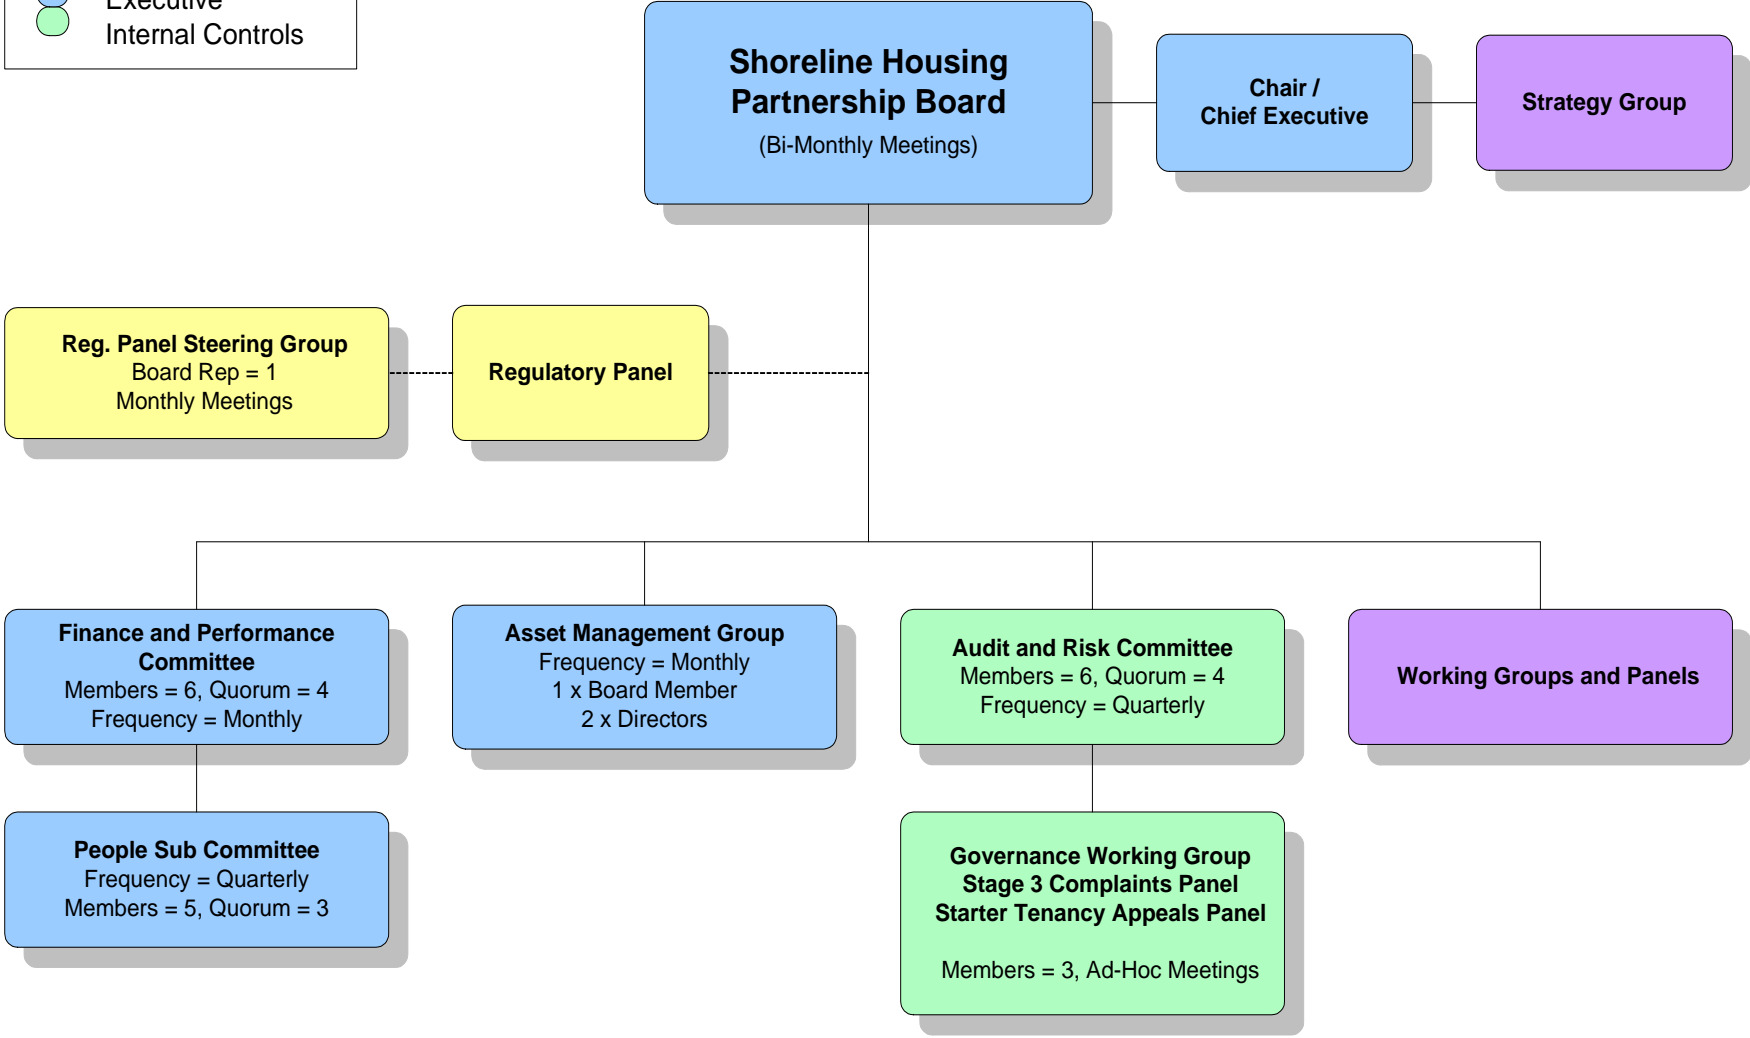 Executive
Internal Controls
Shoreline Housing
Partnership Board
(Bi-Monthly Meetings)
Chair /
Chief Executive
Strategy Group
Reg. Panel Steering Group
Board Rep = 1
Monthly Meetings
Regulatory Panel
Finance and Performance
Committee
Members = 6, Quorum = 4
Frequency = Monthly
Asset Management Group
Frequency = Monthly
1 x Board Member
2 x Directors
Audit and Risk Committee
Members = 6, Quorum = 4
Frequency = Quarterly
Working Groups and Panels
People Sub Committee
Frequency = Quarterly
Members = 5, Quorum = 3
Governance Working Group
Stage 3 Complaints Panel
Starter Tenancy Appeals Panel
Members = 3, Ad-Hoc Meetings